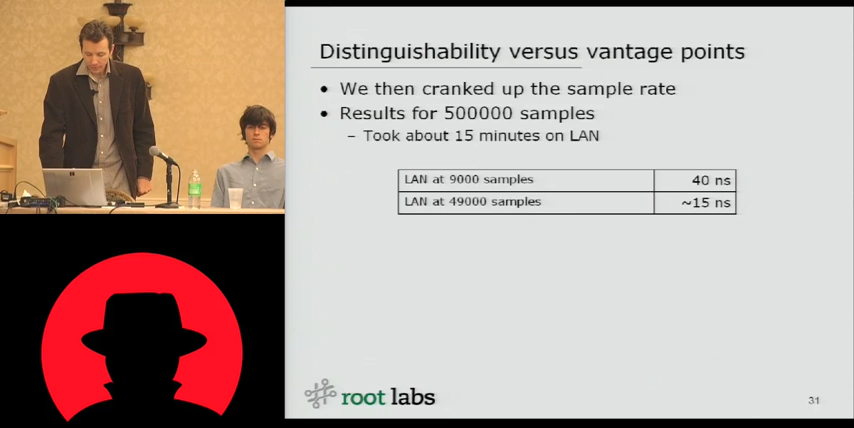 Distinguishability versus vantage points
• We then cranked up the sample rate
• Results for 500000 samples
– Took about 15 minutes on LAN
LAN at 9000 samples 40 ns
LAN at 49000 samples ~15 ns
root labs
31